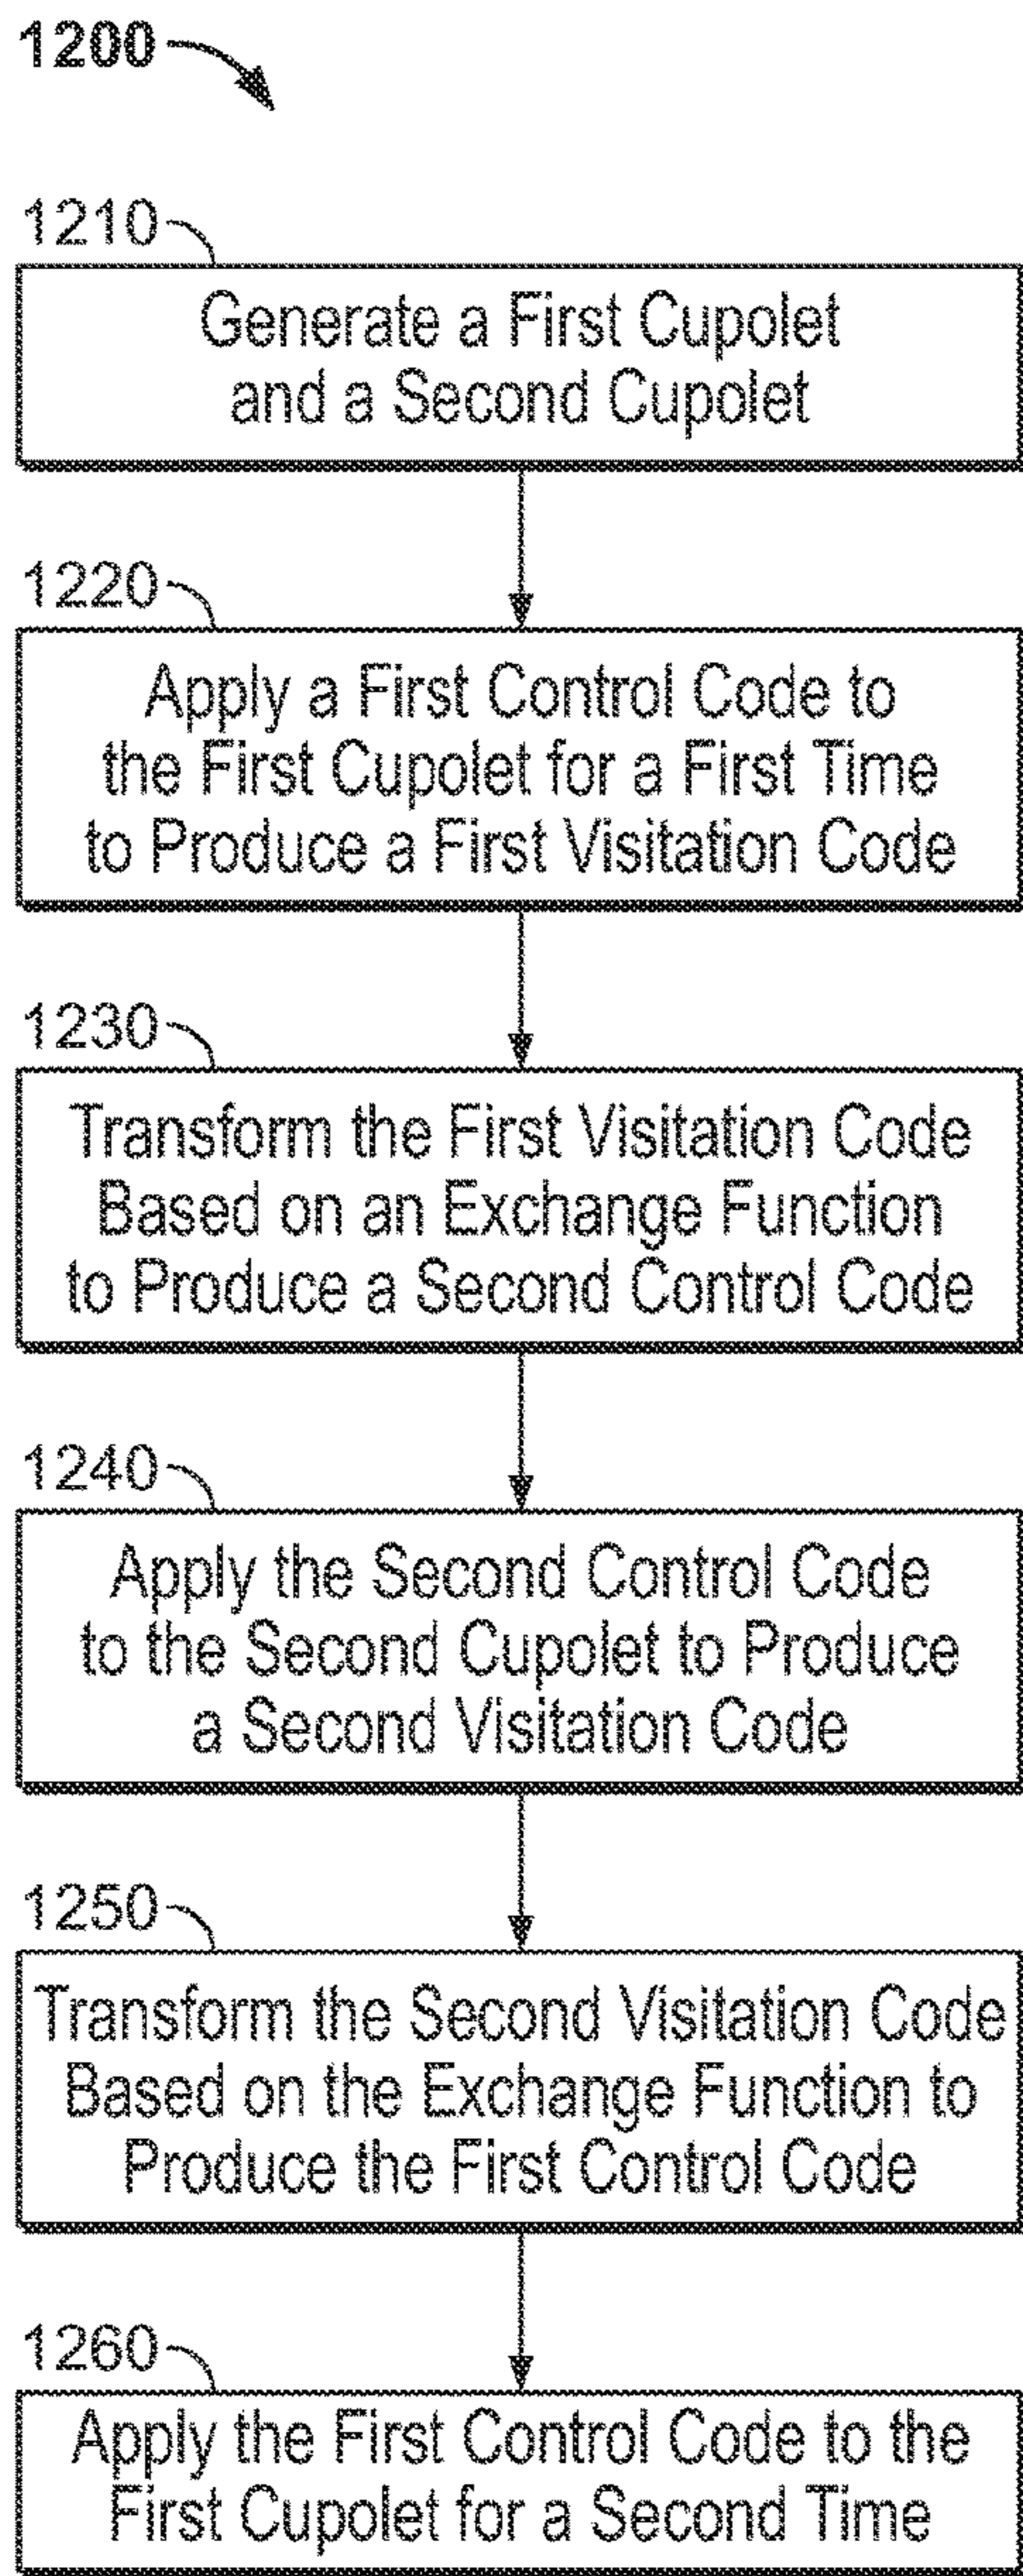 1200
1210
Generate a First Cupolet
and a Second Cupolet
1220
Apply a First Control Code to
the First Cupolet for a First Time
to Produce a First Visitation Code
1230
Transform the First Visitation Code
Based on an Exchange Function
to Produce a Second Control Code
1240
Apply the Second Control Code
to the Second Cupolet to Produce
a Second Visitation Code
1250
Transform the Second Visitation Code
Based on the Exchange Function to
Produce the First Control Code
1260
Apply the First Control Code to the
First Cupolet for a Second Time